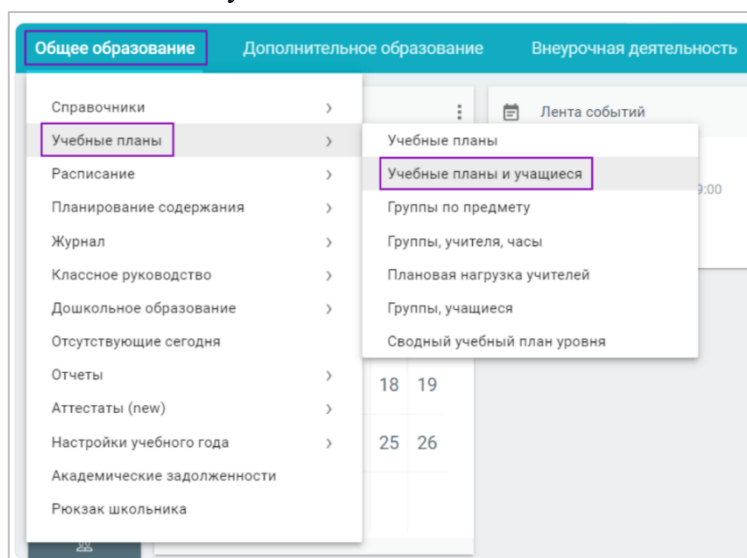 Общее образование Дополнительное образование Внеурочная деятельность
Справочники
Лента событий
Учебные планы
Учебные планы
Расписание
Учебные планы и учащиеся
9:00
Планирование содержания
Группы по предмету
Журнал
Группы, учителя, часы
Классное руководство
Плановая нагрузка учителей
Дошкольное образование
Группы, учащиеся
Отсутствующие сегодня
Сводный учебный план уровня
Отчеты
18 19
Аттестаты (new)
Настройки учебного года
25 26
Академические задолженности
Рюкзак школьника